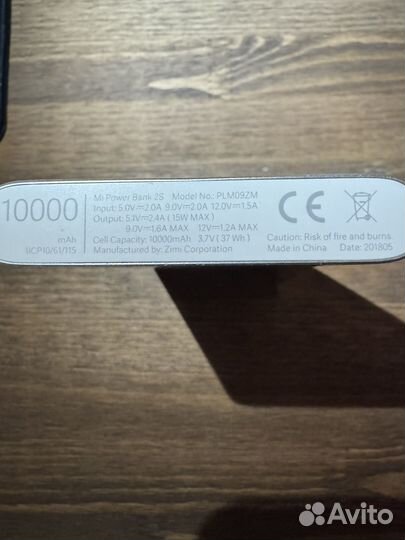 10000
mAh
1ICP10/61/115
Mi Power Bank 2S Model No.: PLM09ZM
Input: 5.0V⎓2.0A 9.0V⎓2.0A 12.0V⎓1.5A
Output: 5.1V⎓2.4A ( 15W MAX )
9.0V⎓1.6A MAX 12V⎓1.2A MAX
Cell Capacity: 10000mAh 3.7V ( 37 Wh )
Manufactured by: Zimi Corporation
CE
Caution: Risk of fire and burns.
Made in China Date: 201805
Avito